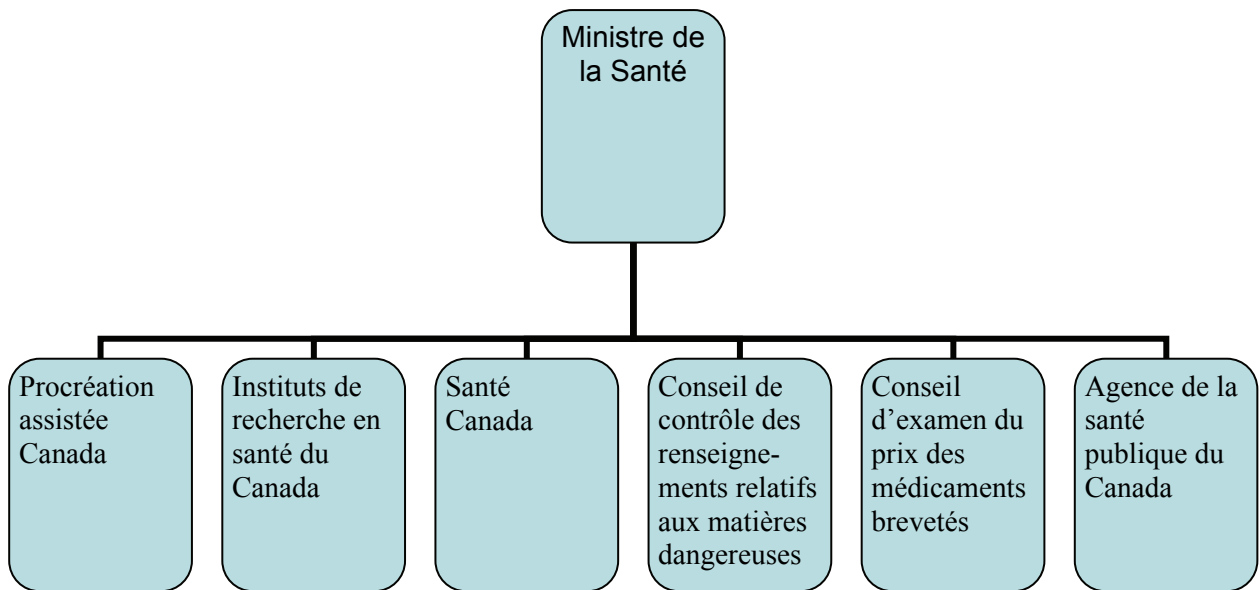 Ministre de
la Santé
Procréation
assistée
Canada
Instituts de
recherche en
santé du
Canada
Santé
Canada
Conseil de
contrôle des
renseigne-
ments relatifs
aux matières
dangereuses
Conseil
d’examen du
prix des
médicaments
brevetés
Agence de la
santé
publique du
Canada